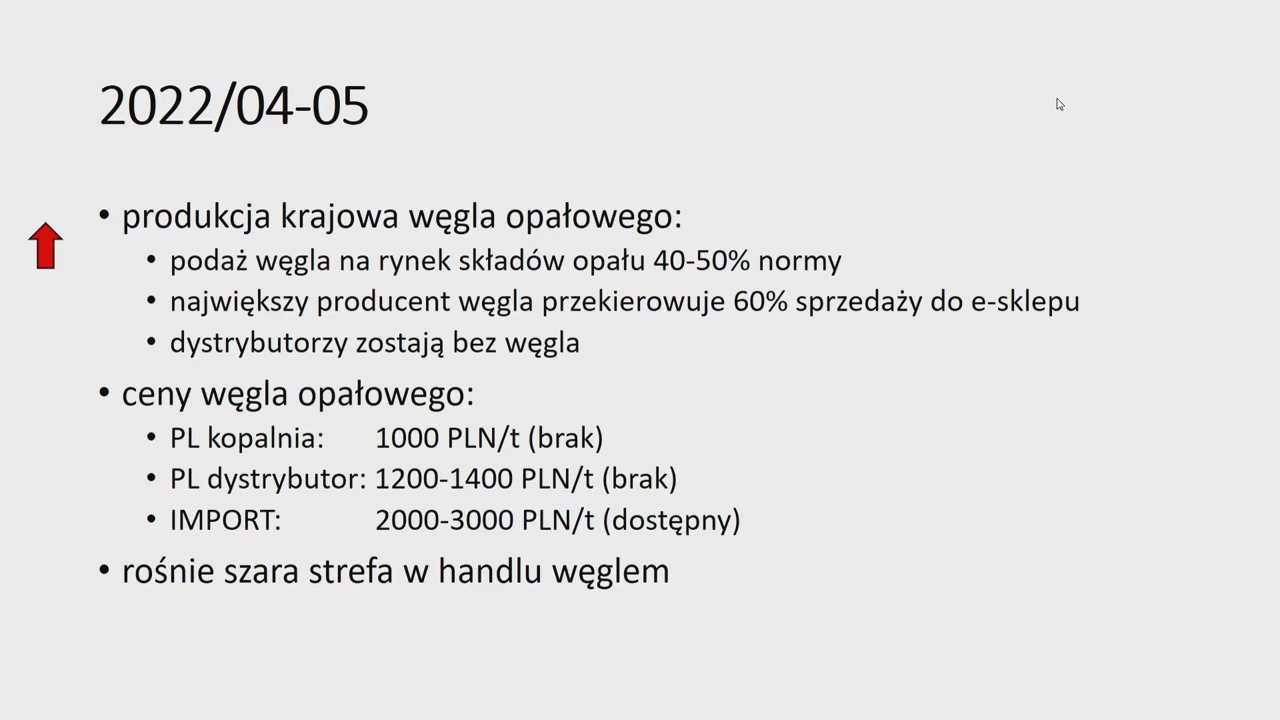 2022/04-05
• produkcja krajowa węgla opałowego:
• podaż węgla na rynek składów opału 40-50% normy
• największy producent węgla przekierowuje 60% sprzedaży do e-sklepu
• dystrybutorzy zostają bez węgla
• ceny węgla opałowego:
• PL kopalnia: 1000 PLN/t (brak)
• PL dystrybutor: 1200-1400 PLN/t (brak)
• IMPORT: 2000-3000 PLN/t (dostępny)
• rośnie szara strefa w handlu węglem